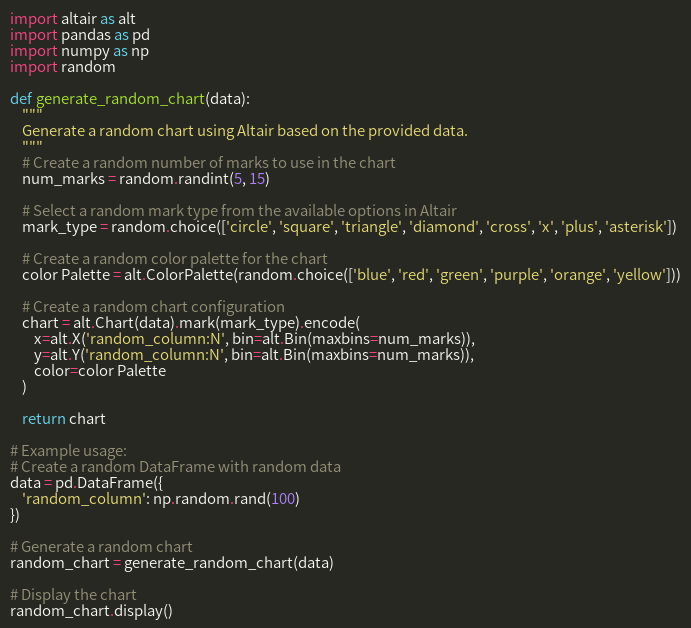 import altair as alt
import pandas as pd
import numpy as np
import random

def generate_random_chart(data):
    """
    Generate a random chart using Altair based on the provided data.
    """
    # Create a random number of marks to use in the chart
    num_marks = random.randint(5, 15)

    # Select a random mark type from the available options in Altair
    mark_type = random.choice(['circle', 'square', 'triangle', 'diamond', 'cross', 'x', 'plus', 'asterisk'])

    # Create a random color palette for the chart
    color Palette = alt.ColorPalette(random.choice(['blue', 'red', 'green', 'purple', 'orange', 'yellow']))

    # Create a random chart configuration
    chart = alt.Chart(data).mark(mark_type).encode(
        x=alt.X('random_column:N', bin=alt.Bin(maxbins=num_marks)),
        y=alt.Y('random_column:N', bin=alt.Bin(maxbins=num_marks)),
        color=color Palette
    )

    return chart

# Example usage:
# Create a random DataFrame with random data
data = pd.DataFrame({
    'random_column': np.random.rand(100)
})

# Generate a random chart
random_chart = generate_random_chart(data)

# Display the chart
random_chart.display()